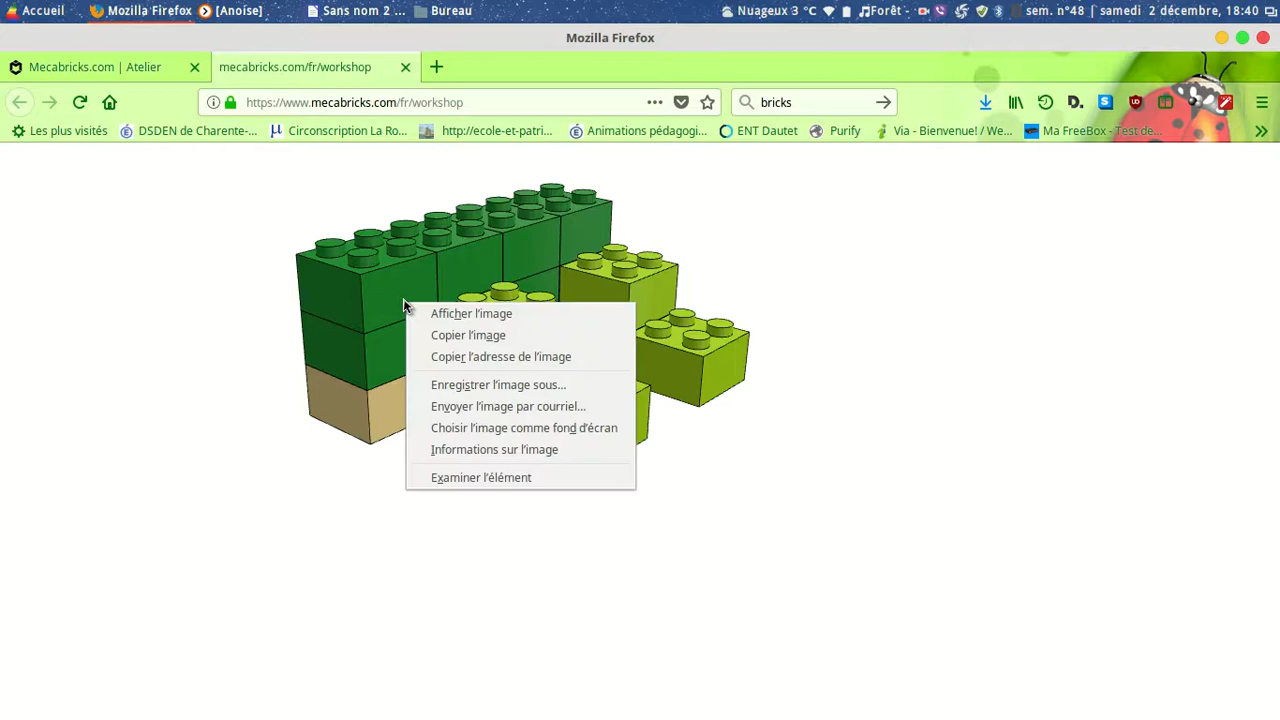 Accueil Mozilla Firefox [Anoise] Sans nom 2 ... Bureau Nuageux 3 °C Forêt ... sem. n°48 samedi 2 décembre, 18:40
Mozilla Firefox
Mecabricks.com | Atelier mecabricks.com/fr/workshop
https://www.mecabricks.com/fr/workshop bricks
Les plus visités DSDEN de Charente-... Circonscription La Ro... http://ecole-et-patri... Animations pédagogi... ENT Dautet Purify Via - Bienvenue! / We... Ma FreeBox - Test de...
Afficher l'image
Copier l'image
Copier l'adresse de l'image
Enregistrer l'image sous...
Envoyer l'image par courriel...
Choisir l'image comme fond d'écran
Informations sur l'image
Examiner l'élément